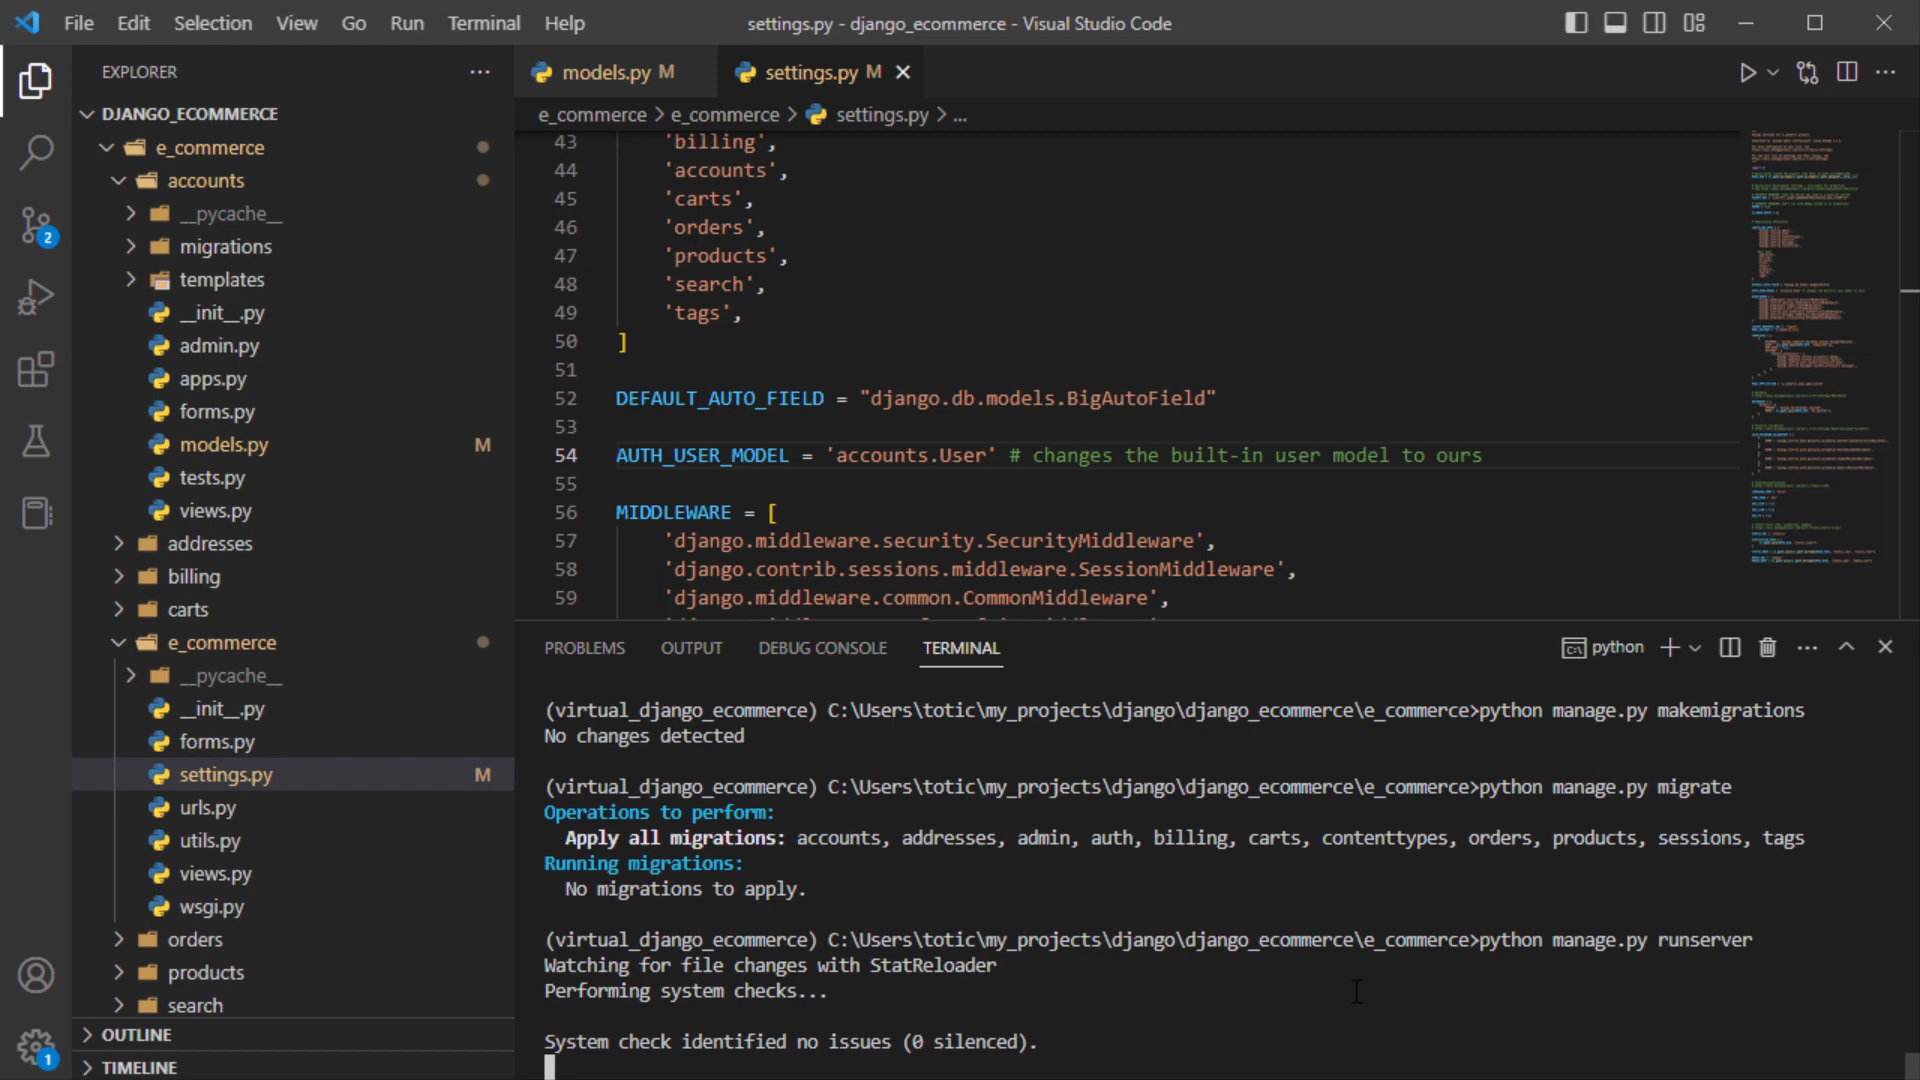 File Edit Selection View Go Run Terminal Help
settings.py - django_ecommerce - Visual Studio Code
EXPLORER
DJANGO_ECOMMERCE
e_commerce
accounts
__pycache__
migrations
templates
__init__.py
admin.py
apps.py
forms.py
models.py M
tests.py
views.py
addresses
billing
carts
e_commerce
__pycache__
__init__.py
forms.py
settings.py M
urls.py
utils.py
views.py
wsgi.py
orders
products
search
OUTLINE
TIMELINE
2
1
models.py M
settings.py M
e_commerce > e_commerce > settings.py > ...
43 'billing',
44 'accounts',
45 'carts',
46 'orders',
47 'products',
48 'search',
49 'tags',
50 ]
51
52 DEFAULT_AUTO_FIELD = "django.db.models.BigAutoField"
53
54 AUTH_USER_MODEL = 'accounts.User' # changes the built-in user model to ours
55
56 MIDDLEWARE = [
57 'django.middleware.security.SecurityMiddleware',
58 'django.contrib.sessions.middleware.SessionMiddleware',
59 'django.middleware.common.CommonMiddleware',
PROBLEMS OUTPUT DEBUG CONSOLE TERMINAL
python
(virtual_django_ecommerce) C:\Users\totic\my_projects\django\django_ecommerce\e_commerce>python manage.py makemigrations
No changes detected
(virtual_django_ecommerce) C:\Users\totic\my_projects\django\django_ecommerce\e_commerce>python manage.py migrate
Operations to perform:
Apply all migrations: accounts, addresses, admin, auth, billing, carts, contenttypes, orders, products, sessions, tags
Running migrations:
No migrations to apply.
(virtual_django_ecommerce) C:\Users\totic\my_projects\django\django_ecommerce\e_commerce>python manage.py runserver
Watching for file changes with StatReloader
Performing system checks...
System check identified no issues (0 silenced).